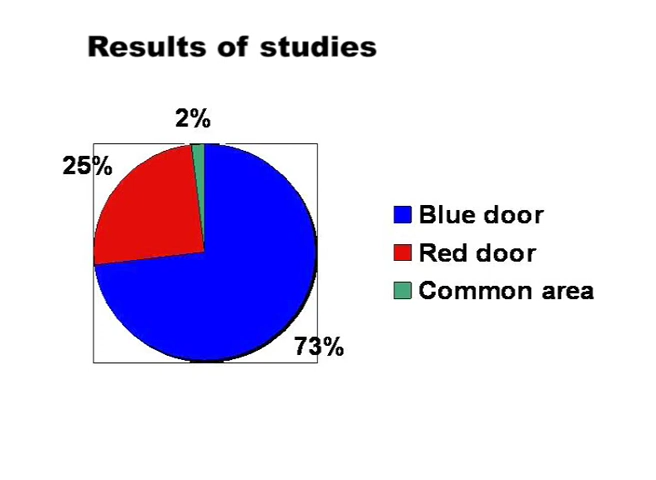 Results of studies
2%
25%
73%
Blue door
Red door
Common area